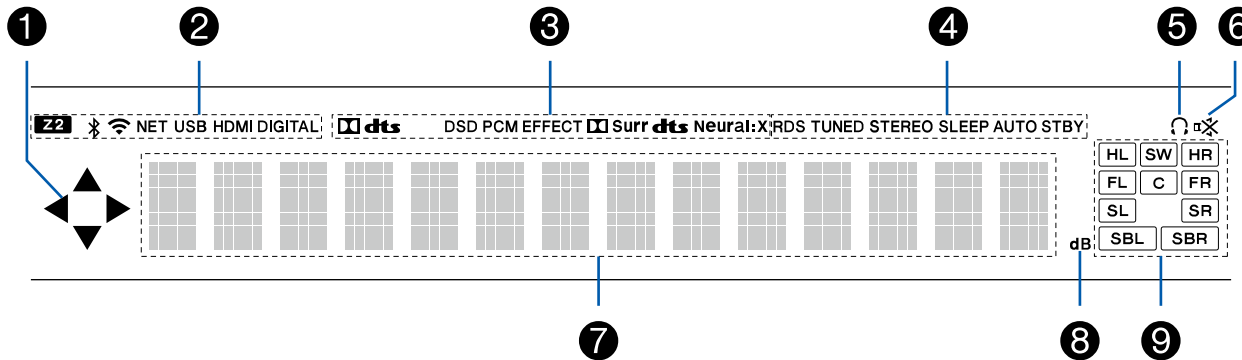 1 2 3 4 5 6
Z2 NET USB HDMI DIGITAL dts DSD PCM EFFECT Surr dts Neural:X RDS TUNED STEREO SLEEP AUTO STBY
HL SW HR
FL C FR
SL SR
dB SBL SBR
7 8 9